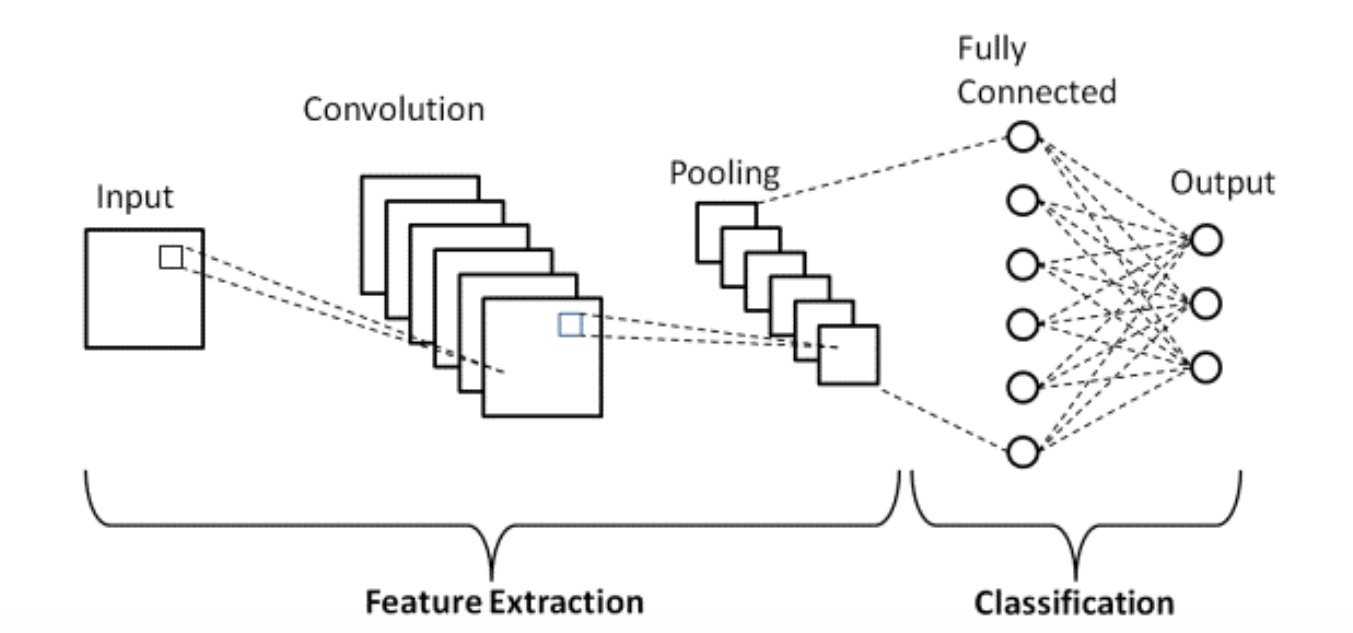 Fully
Connected
Convolution
Pooling
Input
Output
Feature Extraction
Classification